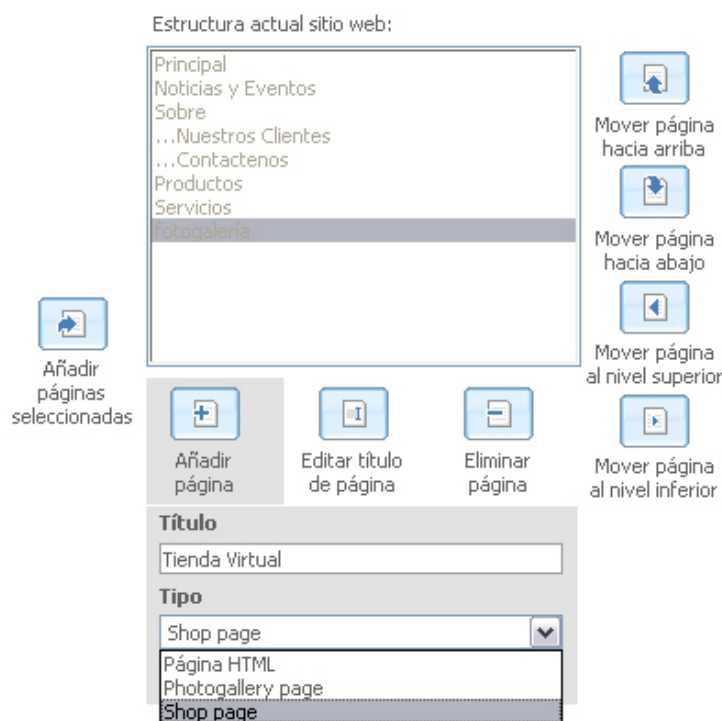 Estructura actual sitio web:
Principal
Noticias y Eventos
Sobre
...Nuestros Clientes
...Contactenos
Productos
Servicios
fotogaleria
Mover página
hacia arriba
Mover página
hacia abajo
Mover página
al nivel superior
Mover página
al nivel inferior
Añadir
páginas
seleccionadas
Añadir
página
Editar título
de página
Eliminar
página
Título
Tienda Virtual
Tipo
Shop page
Página HTML
Photogallery page
Shop page